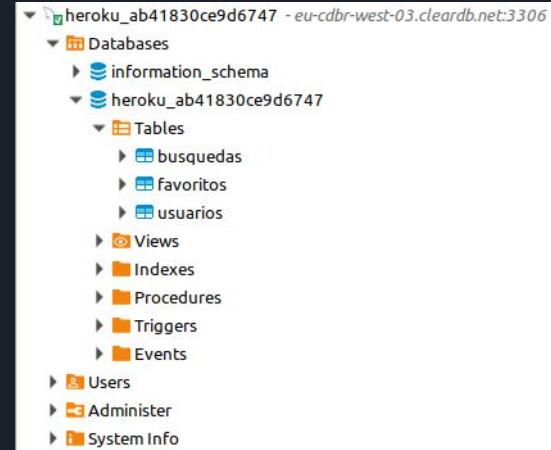 heroku_ab41830ce9d6747 - eu-cdbr-west-03.cleardb.net:3306
Databases
information_schema
heroku_ab41830ce9d6747
Tables
busquedas
favoritos
usuarios
Views
Indexes
Procedures
Triggers
Events
Users
Administer
System Info